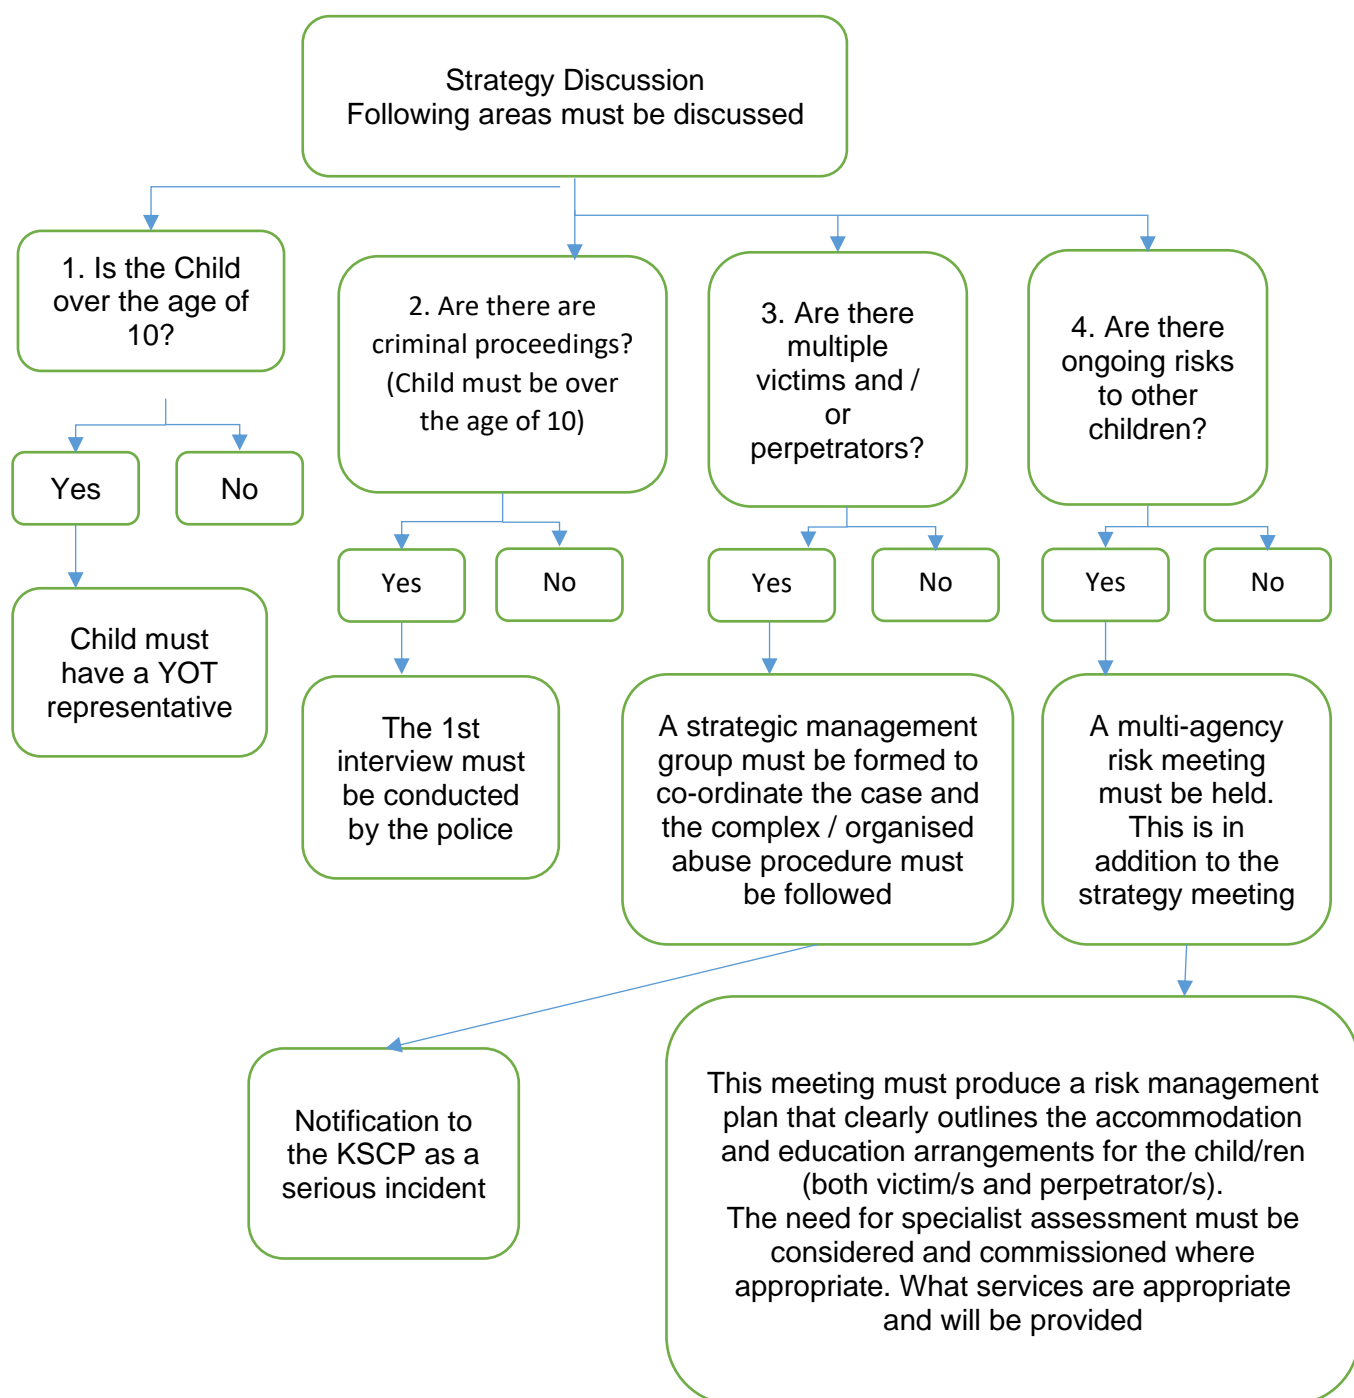 Strategy Discussion
Following areas must be discussed
1. Is the Child
over the age of
10?
Yes
No
Child must
have a YOT
representative
2. Are there are
criminal proceedings?
(Child must be over
the age of 10)
Yes
No
The 1st
interview must
be conducted
by the police
3. Are there
multiple
victims and /
or
perpetrators?
Yes
No
A strategic management
group must be formed to
co-ordinate the case and
the complex / organised
abuse procedure must
be followed
Notification to
the KSCP as a
serious incident
4. Are there
ongoing risks
to other
children?
Yes
No
A multi-agency
risk meeting
must be held.
This is in
addition to the
strategy meeting
This meeting must produce a risk management
plan that clearly outlines the accommodation
and education arrangements for the child/ren
(both victim/s and perpetrator/s).
The need for specialist assessment must be
considered and commissioned where
appropriate. What services are appropriate
and will be provided